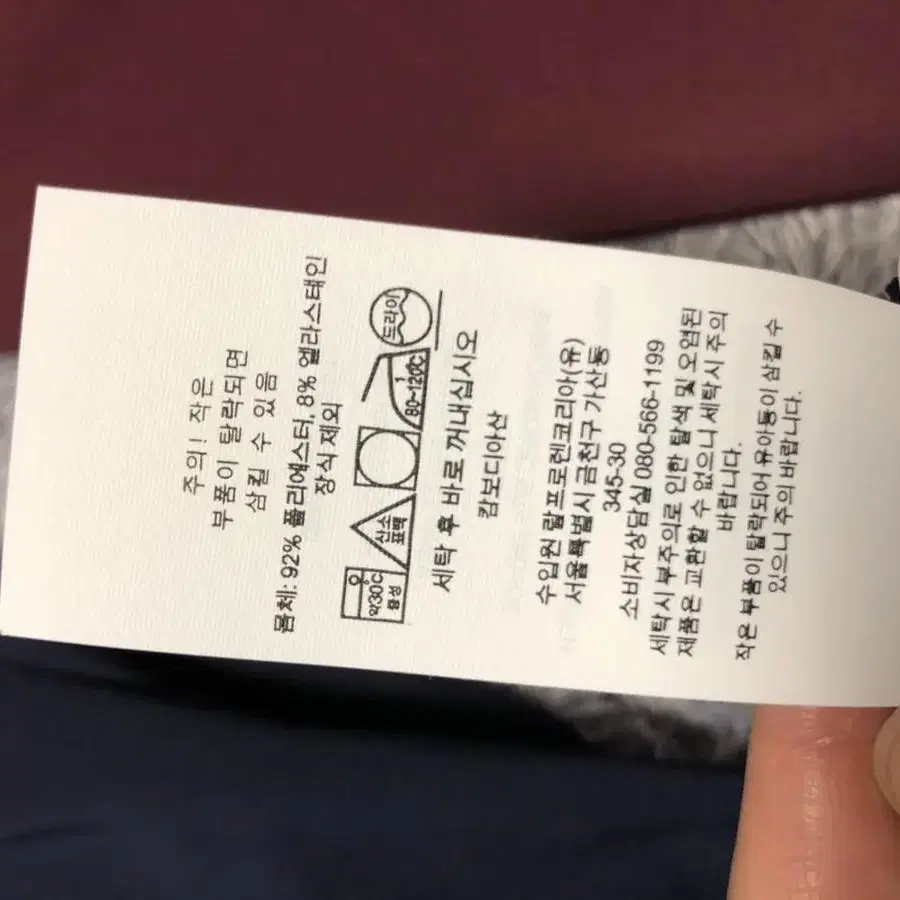 주의! 작은
부품이 탈락되면
삼킬 수 있음
몸체: 92% 폴리에스터, 8% 엘라스태인
장식 제외
약30℃
중성
산소
표백
1
80~120℃
드라이
세탁 후 바로 꺼내십시오
캄보디아산
수입원 랄프로렌코리아(유)
서울특별시 금천구 가산동
345-30
소비자상담실 080-566-1199
세탁시 부주의로 인한 탈색 및 오염된
제품은 교환할 수 없으니 세탁시 주의
바랍니다.
작은 부품이 탈락되어 유아동이 삼킬 수
있으니 주의 바랍니다.